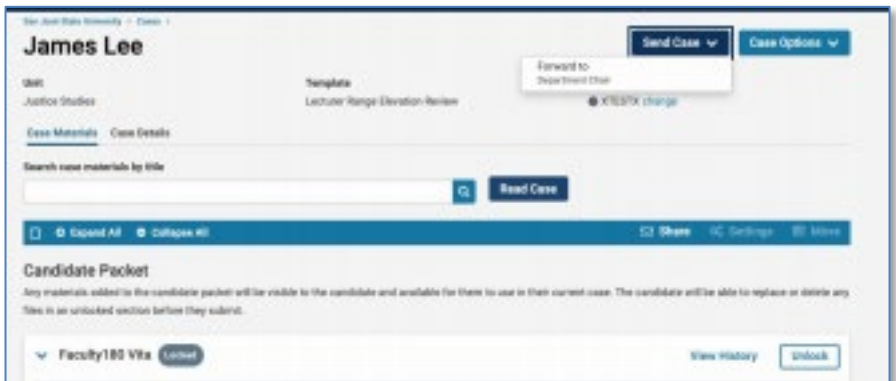 San José State University > Cases >
James Lee
Send Case
Case Options
Forward to
Department Chair
Unit
Template
Justice Studies
Lecturer Range Elevation Review
XTESTX change
Case Materials Case Details
Search case materials by title
Read Case
Expand All Collapse All
Share Settings Move
Candidate Packet
Any materials added to the candidate packet will be visible to the candidate and available for them to use in their current case. The candidate will be able to replace or delete any
files in an unlocked section before they submit.
Faculty180 Vita Locked
View History Unlock